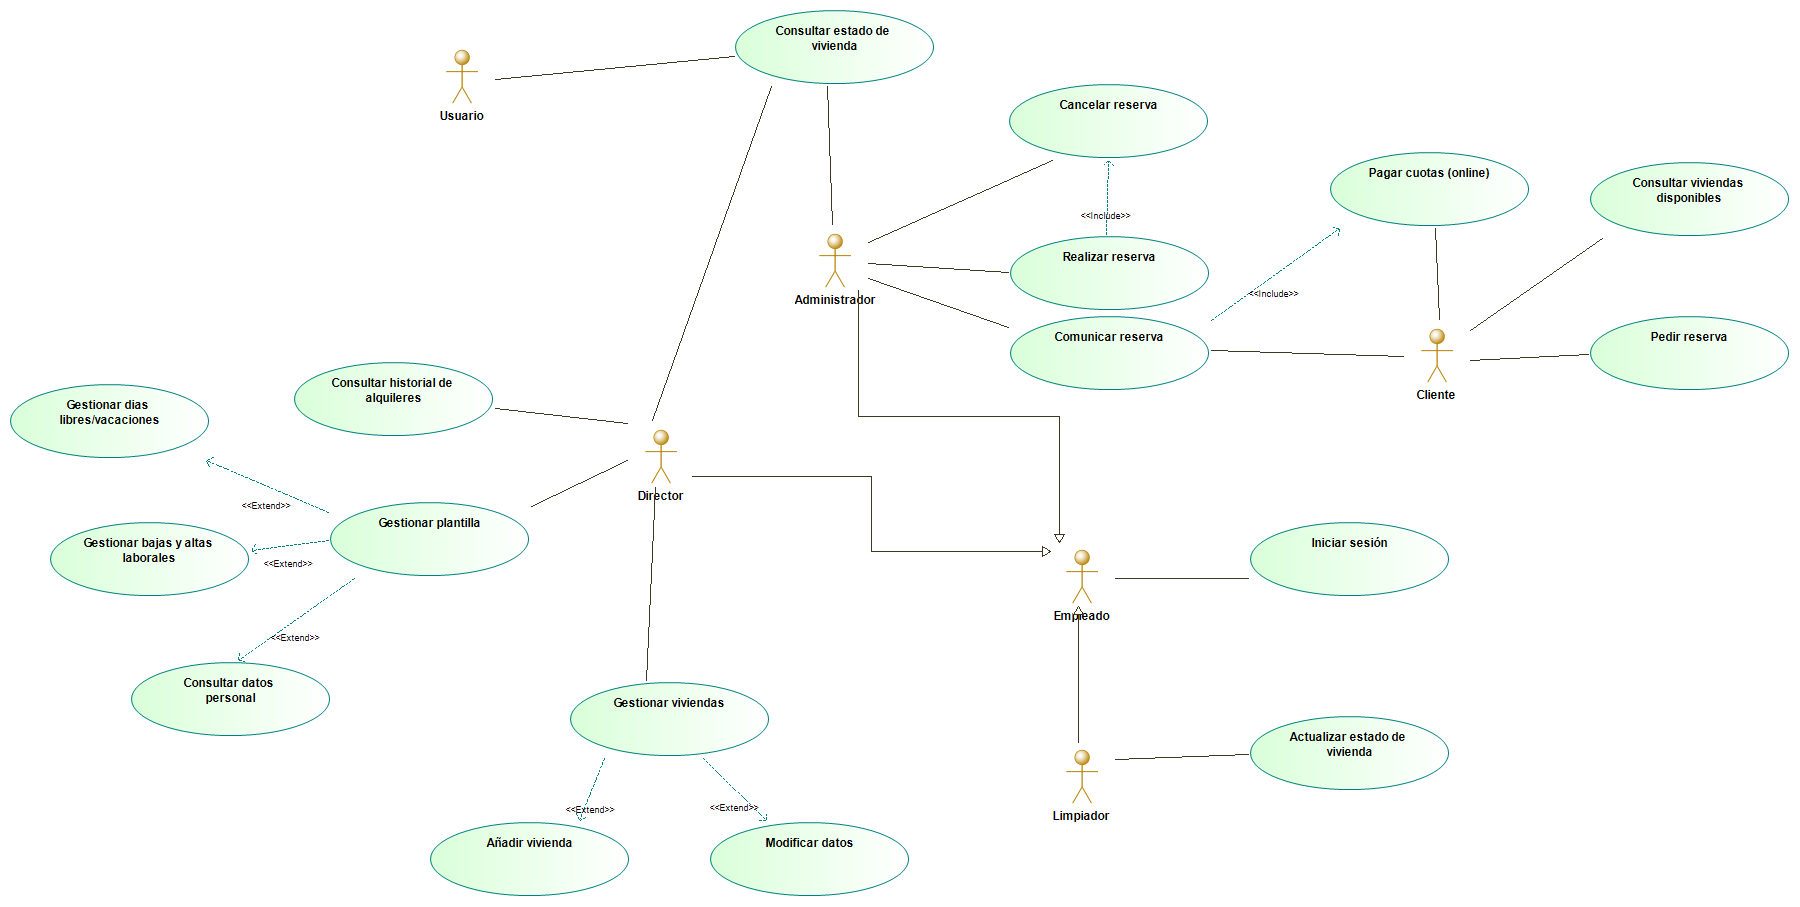 Consultar estado de
vivienda
Usuario
Cancelar reserva
Pagar cuotas (online)
Consultar viviendas
disponibles
<<Include>>
Realizar reserva
Administrador
<<Include>>
Comunicar reserva
Pedir reserva
Cliente
Consultar historial de
alquileres
Gestionar dias
libres/vacaciones
Director
<<Extend>>
Gestionar plantilla
Gestionar bajas y altas
laborales
<<Extend>>
Iniciar sesión
Empleado
<<Extend>>
Consultar datos
personal
Gestionar viviendas
Actualizar estado de
vivienda
<<Extend>>
<<Extend>>
Limpiador
Añadir vivienda
Modificar datos